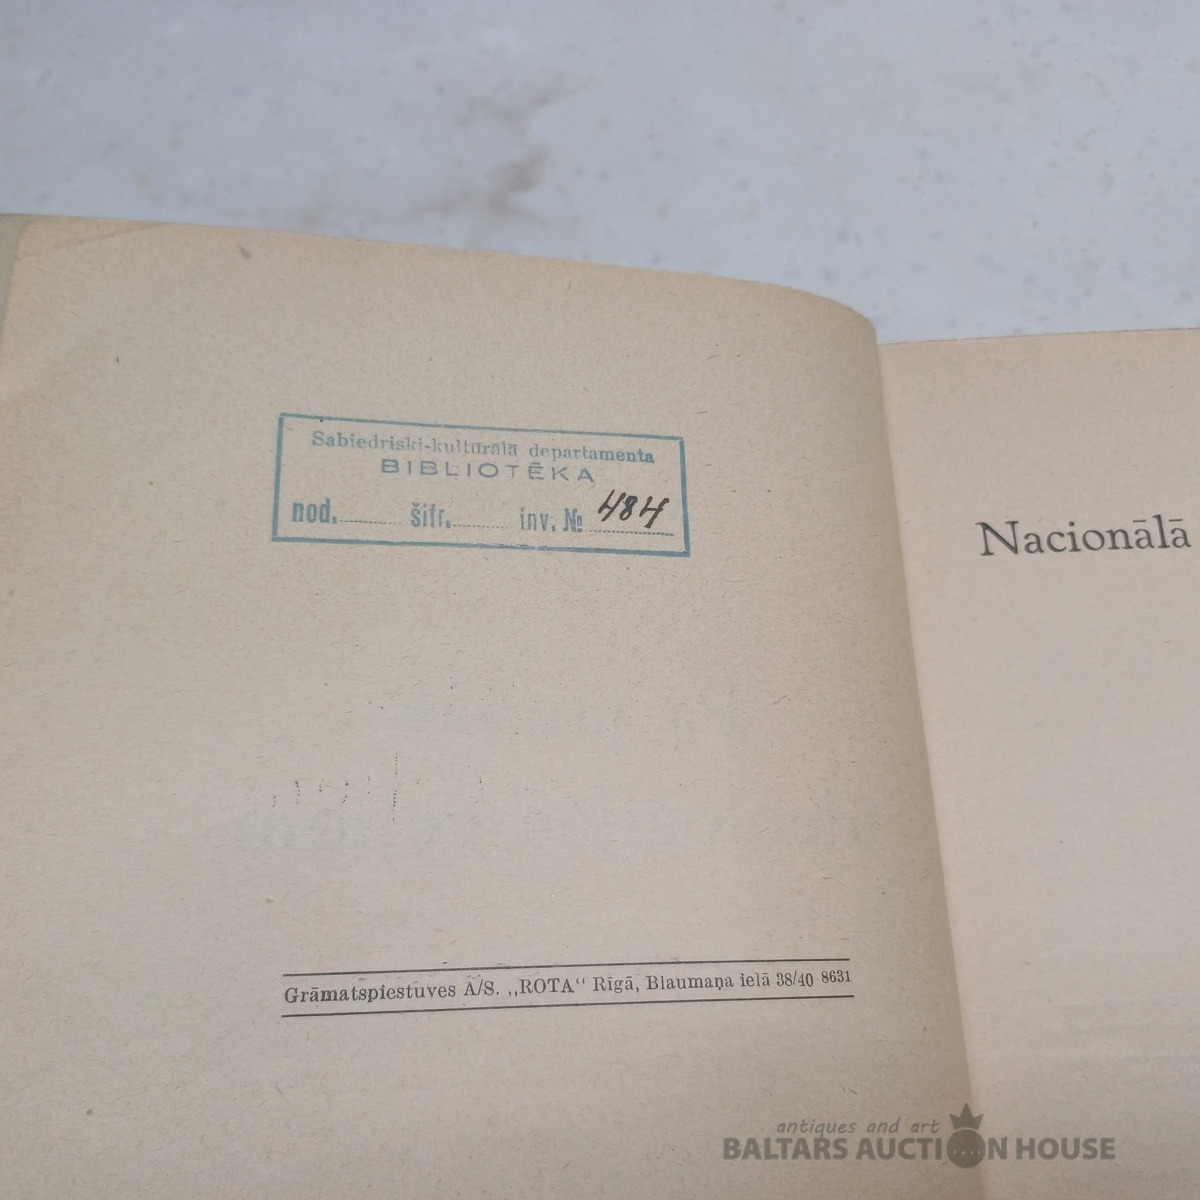 Sabiedriski-kultūrālā departamenta
BIBLIOTĒKA
nod. šifr. inv. № 484
Nacionālā
Grāmatspiestuves A/S. „ROTA“ Rīgā, Blaumaņa ielā 38/40 8631
antiques and art
BALTARS AUCTION HOUSE